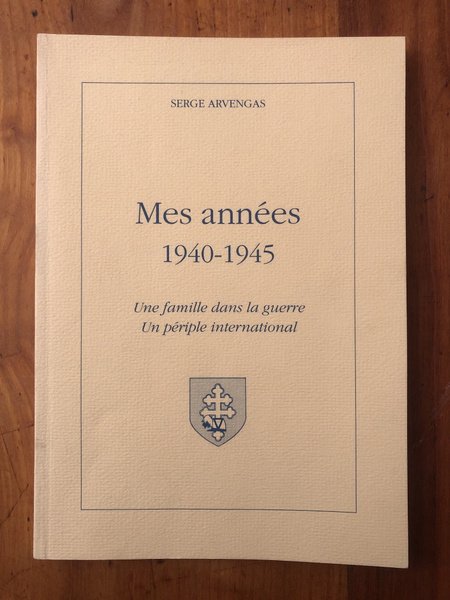 SERGE ARVENGAS
Mes années
1940-1945
Une famille dans la guerre
Un périple international